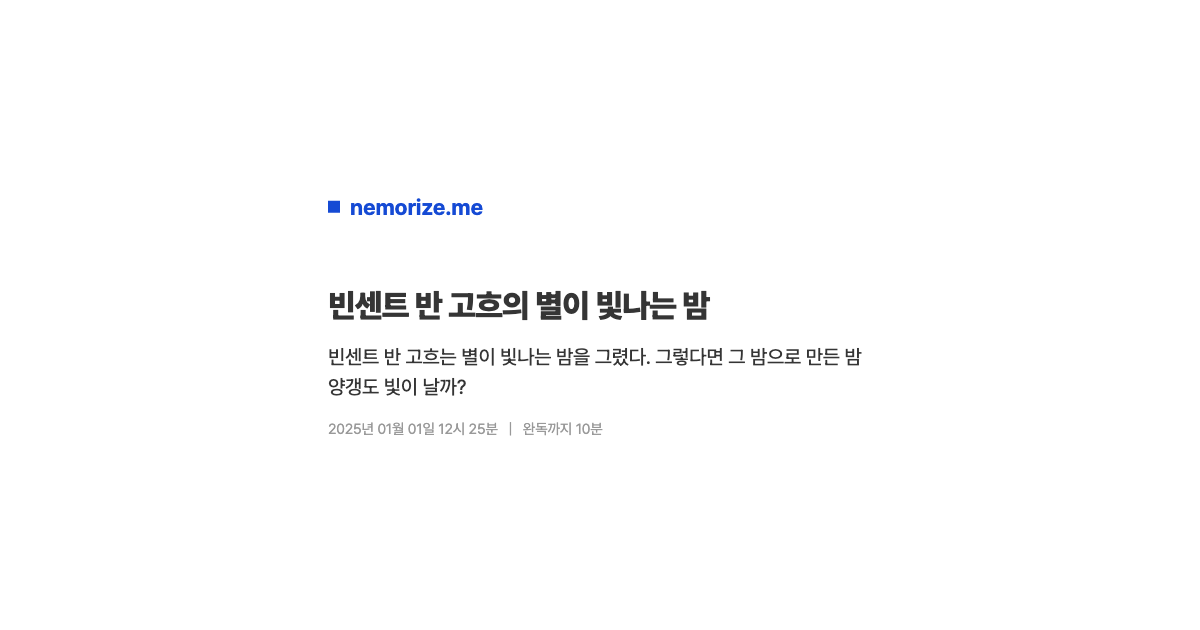 nemorize.me
빈센트 반 고흐의 별이 빛나는 밤
빈센트 반 고흐는 별이 빛나는 밤을 그렸다. 그렇다면 그 밤으로 만든 밤
양갱도 빛이 날까?
2025년 01월 01일 12시 25분 | 완독까지 10분